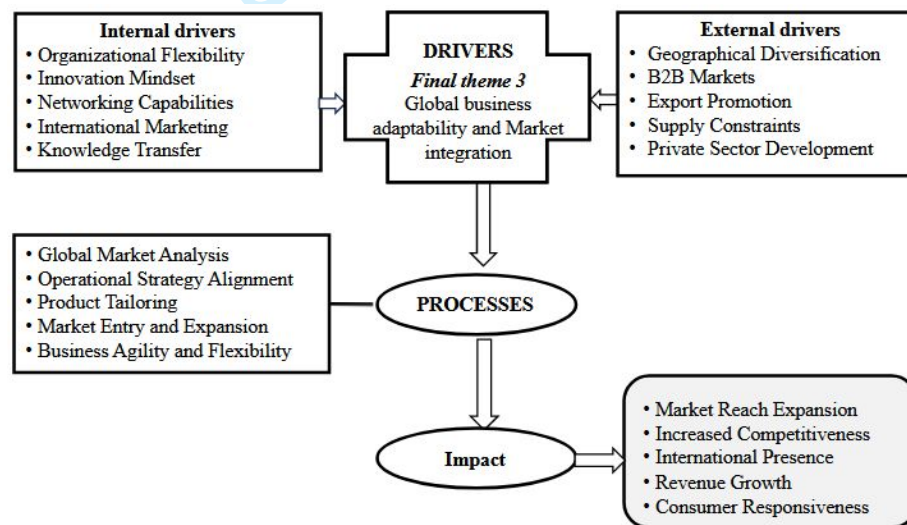 Internal drivers
• Organizational Flexibility
• Innovation Mindset
• Networking Capabilities
• International Marketing
• Knowledge Transfer
DRIVERS
Final theme 3
Global business
adaptability and Market
integration
External drivers
• Geographical Diversification
• B2B Markets
• Export Promotion
• Supply Constraints
• Private Sector Development
• Global Market Analysis
• Operational Strategy Alignment
• Product Tailoring
• Market Entry and Expansion
• Business Agility and Flexibility
PROCESSES
Impact
• Market Reach Expansion
• Increased Competitiveness
• International Presence
• Revenue Growth
• Consumer Responsiveness